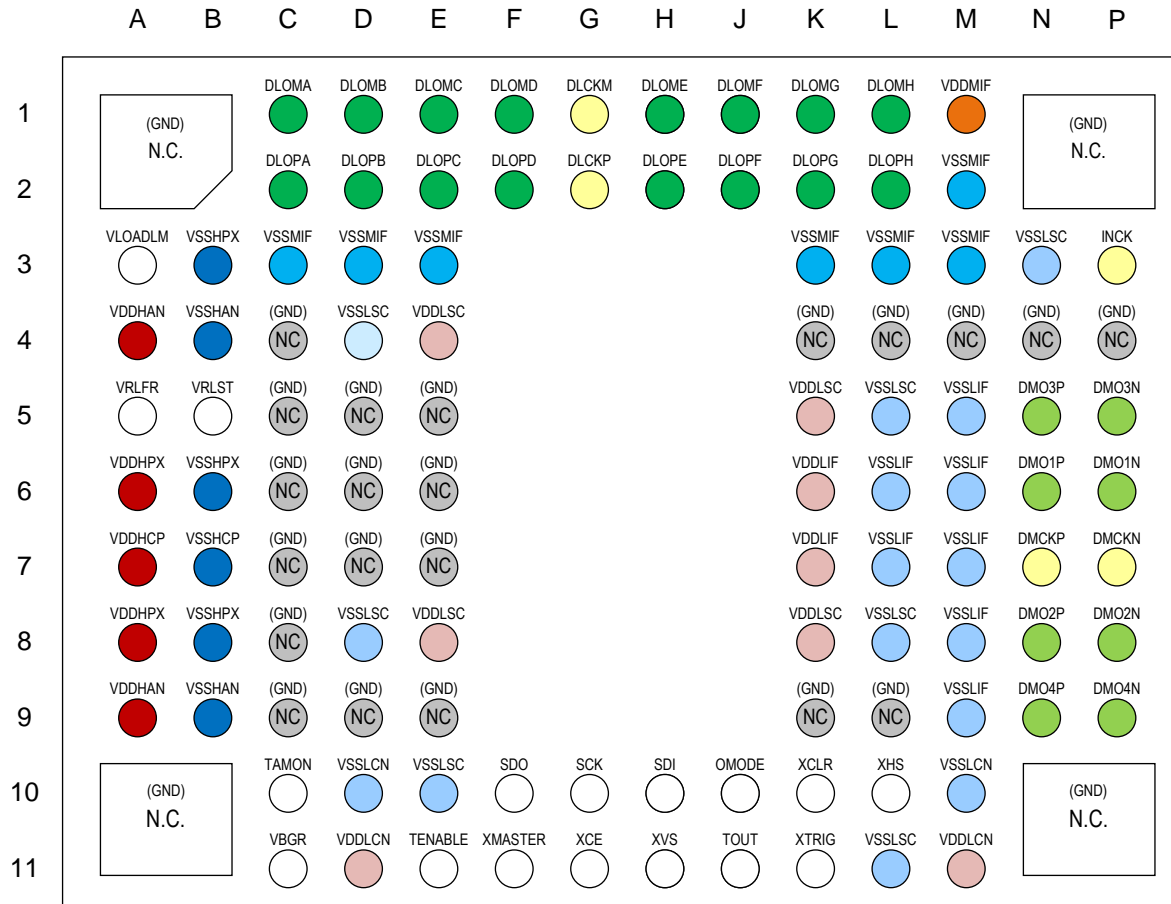 A B C D E F G H J K L M N P
DLOMA DLOMB DLOMC DLOMD DLCKM DLOME DLOMF DLOMG DLOMH VDDMIF
1 (GND) (GND)
N.C. N.C.
DLOPA DLOPB DLOPC DLOPD DLCKP DLOPE DLOPF DLOPG DLOPH VSSMIF
2
VLOADLM VSSHPX VSSMIF VSSMIF VSSMIF VSSMIF VSSMIF VSSMIF VSSLSC INCK
3
VDDHAN VSSHAN (GND) VSSLSC VDDLSC (GND) (GND) (GND) (GND) (GND)
4 NC NC NC NC NC NC
VRLFR VRLST (GND) (GND) (GND) VDDLSC VSSLSC VSSLIF DMO3P DMO3N
5 NC NC NC
VDDHPX VSSHPX (GND) (GND) (GND) VDDLIF VSSLIF VSSLIF DMO1P DMO1N
6 NC NC NC
VDDHCP VSSHCP (GND) (GND) (GND) VDDLIF VSSLIF VSSLIF DMCKP DMCKN
7 NC NC NC
VDDHPX VSSHPX (GND) VSSLSC VDDLSC VDDLSC VSSLSC VSSLIF DMO2P DMO2N
8 NC
VDDHAN VSSHAN (GND) (GND) (GND) (GND) (GND) VSSLIF DMO4P DMO4N
9 NC NC NC NC NC
TAMON VSSLCN VSSLSC SDO SCK SDI OMODE XCLR XHS VSSLCN
10 (GND) (GND)
N.C. N.C.
VBGR VDDLCN TENABLE XMASTER XCE XVS TOUT XTRIG VSSLSC VDDLCN
11